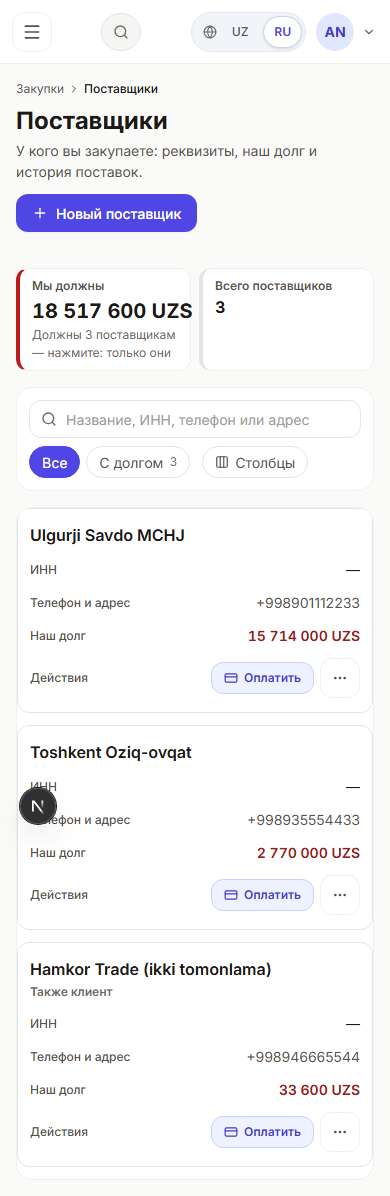 UZ RU AN
Закупки > Поставщики
Поставщики
У кого вы закупаете: реквизиты, наш долг и
история поставок.
+ Новый поставщик
Мы должны
18 517 600 UZS
Должны 3 поставщикам
— нажмите: только они
Всего поставщиков
3
Название, ИНН, телефон или адрес
Все С долгом 3 Столбцы
Ulgurji Savdo MCHJ
ИНН —
Телефон и адрес +998901112233
Наш долг 15 714 000 UZS
Действия Оплатить ...
Toshkent Oziq-ovqat
ИНН —
N
Телефон и адрес +998935554433
Наш долг 2 770 000 UZS
Действия Оплатить ...
Hamkor Trade (ikki tomonlama)
Также клиент
ИНН —
Телефон и адрес +998946665544
Наш долг 33 600 UZS
Действия Оплатить ...